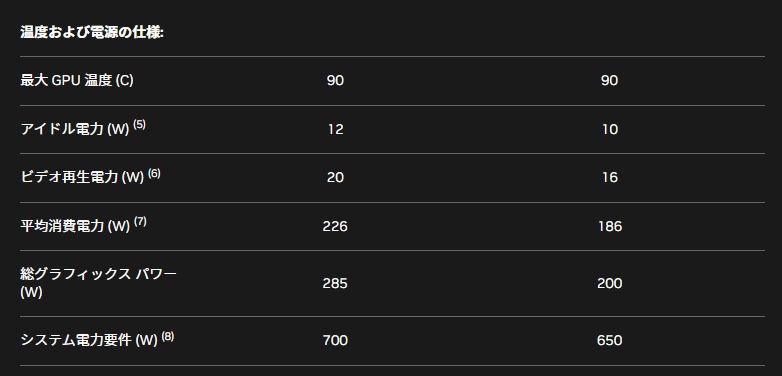 温度および電源の仕様:
最大 GPU 温度 (C) 90 90
アイドル電力 (W) (5) 12 10
ビデオ再生電力 (W) (6) 20 16
平均消費電力 (W) (7) 226 186
総グラフィックス パワー
(W) 285 200
システム電力要件 (W) (8) 700 650